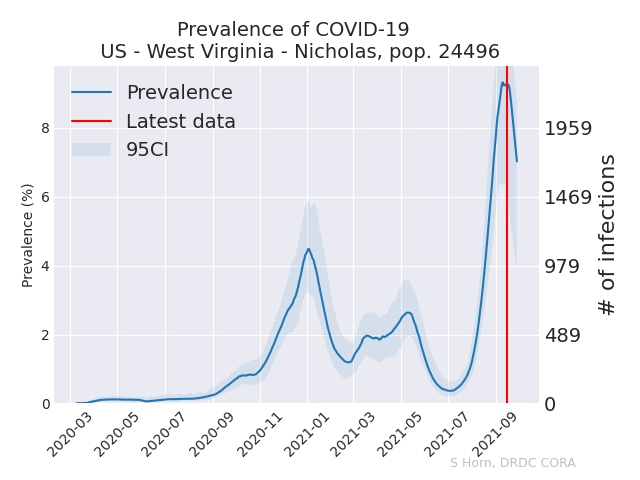 Prevalence of COVID-19
US - West Virginia - Nicholas, pop. 24496
Prevalence
Latest data
95CI
Prevalence (%)
8
6
4
2
0
1959
1469
979
489
0
# of infections
2020-03
2020-05
2020-07
2020-09
2020-11
2021-01
2021-03
2021-05
2021-07
2021-09
S Horn, DRDC CORA